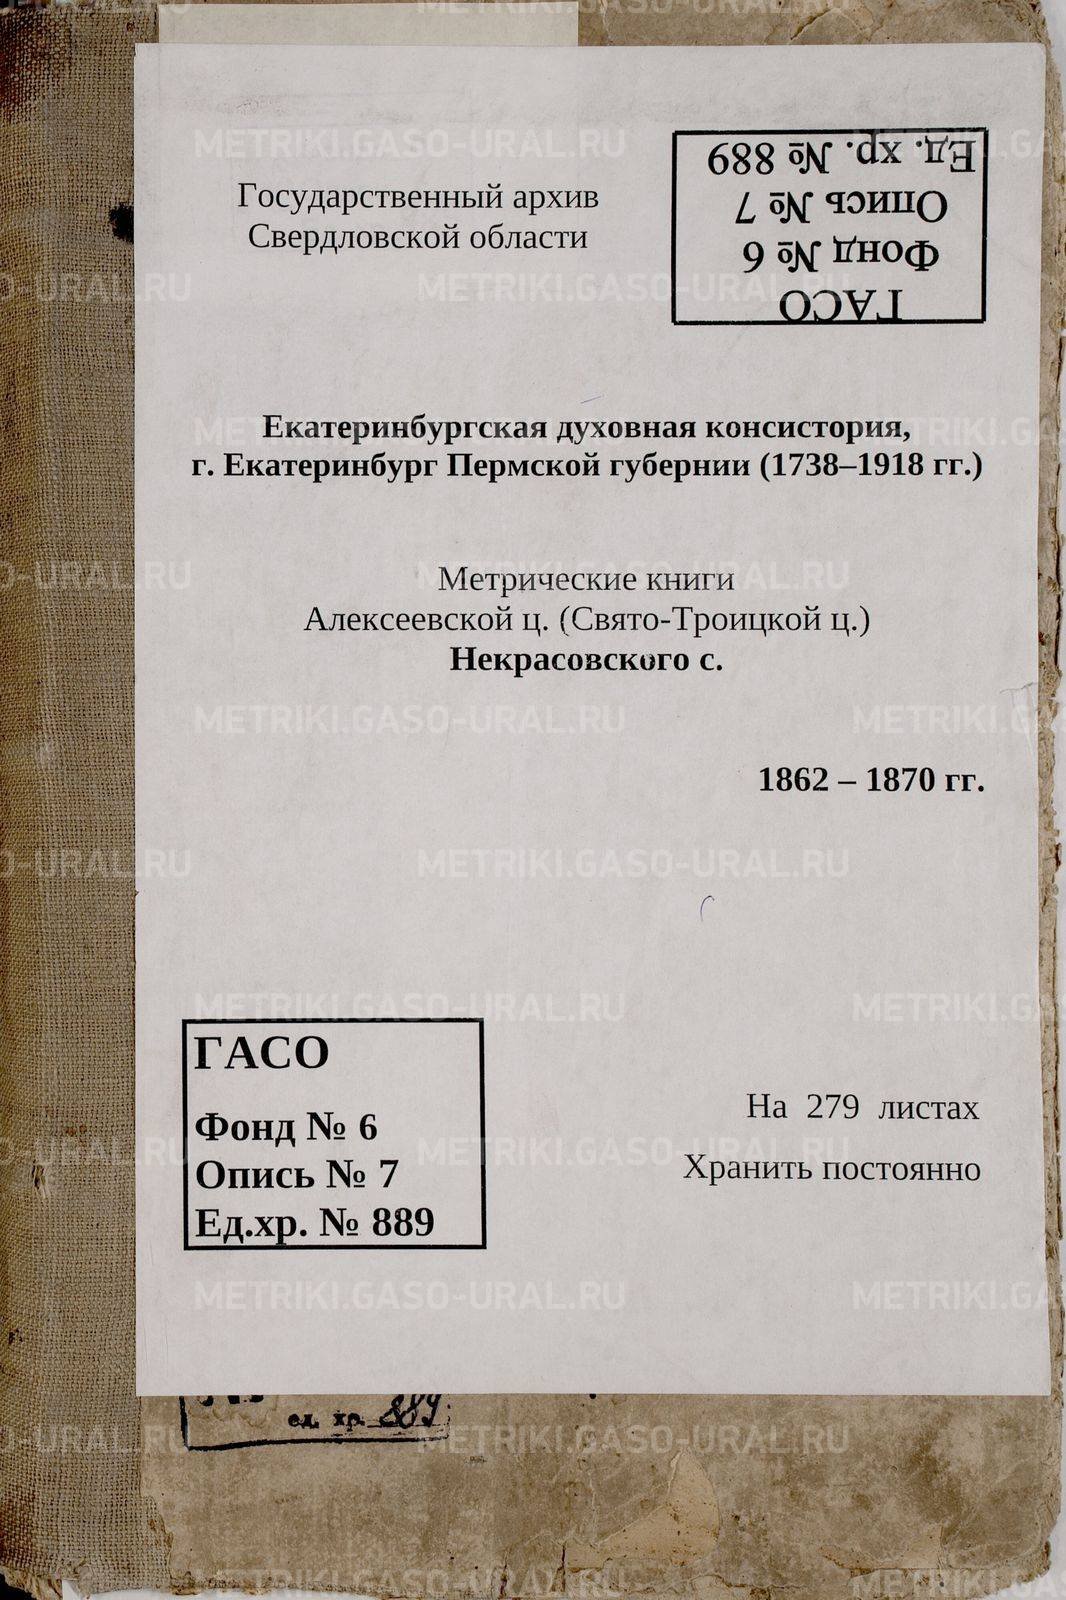 Государственный архив
Свердловской области
ГАСО
Фонд № 6
Опись № 7
Ед. хр. № 889
Екатеринбургская духовная консистория,
г. Екатеринбург Пермской губернии (1738–1918 гг.)
Метрические книги
Алексеевской ц. (Свято-Троицкой ц.)
Некрасовского с.
1862 – 1870 гг.
ГАСО
Фонд № 6
Опись № 7
Ед.хр. № 889
На 279 листах
Хранить постоянно
ед. хр. 889.
METRIKI.GASO-URAL.RU